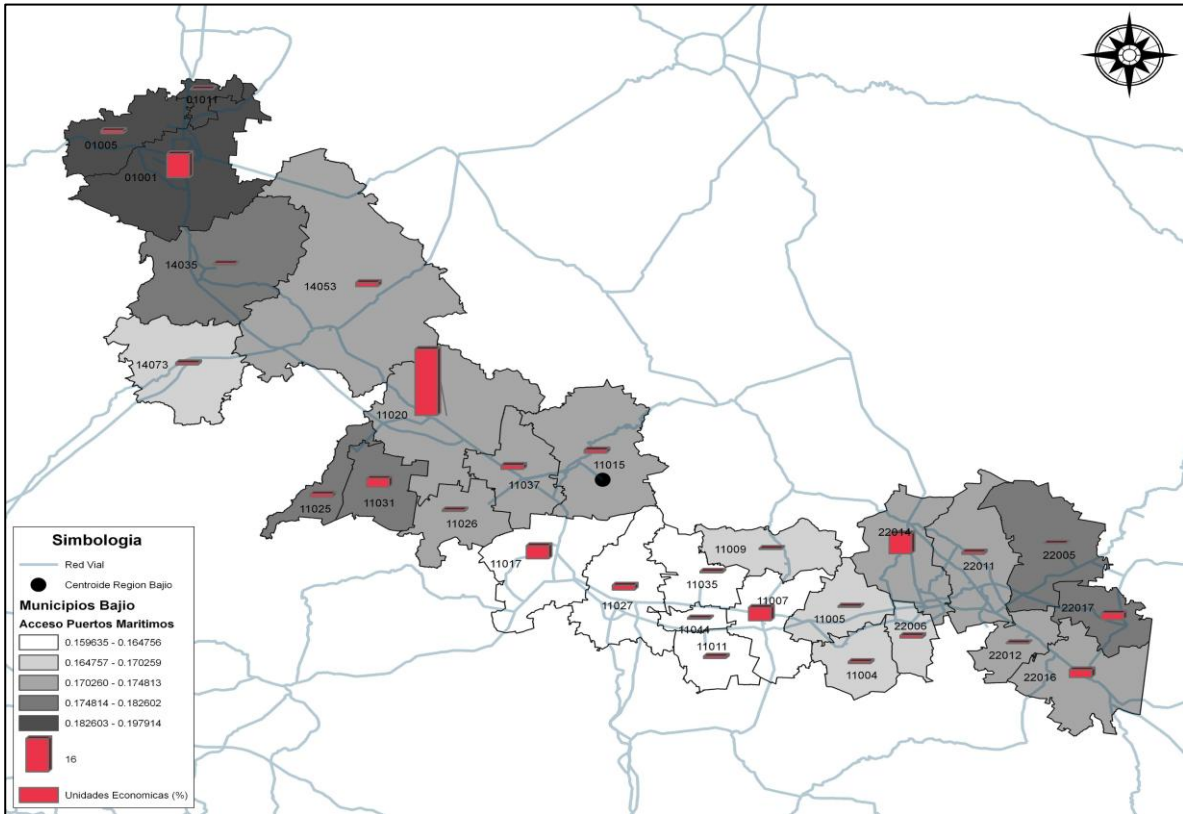 01011
01005
01001
14035
14053
14073
11020
11015
11037
11025
11031
11026
11009
22014
22005
22011
11017
11035
11007
22017
11027
11005
11044
22006
22012
11011
11004
22016
Simbologia
Red Vial
Centroide Region Bajio
Municipios Bajio
Acceso Puertos Maritimos
0.159635 - 0.164756
0.164757 - 0.170259
0.170260 - 0.174813
0.174814 - 0.182602
0.182603 - 0.197914
16
Unidades Economicas (%)